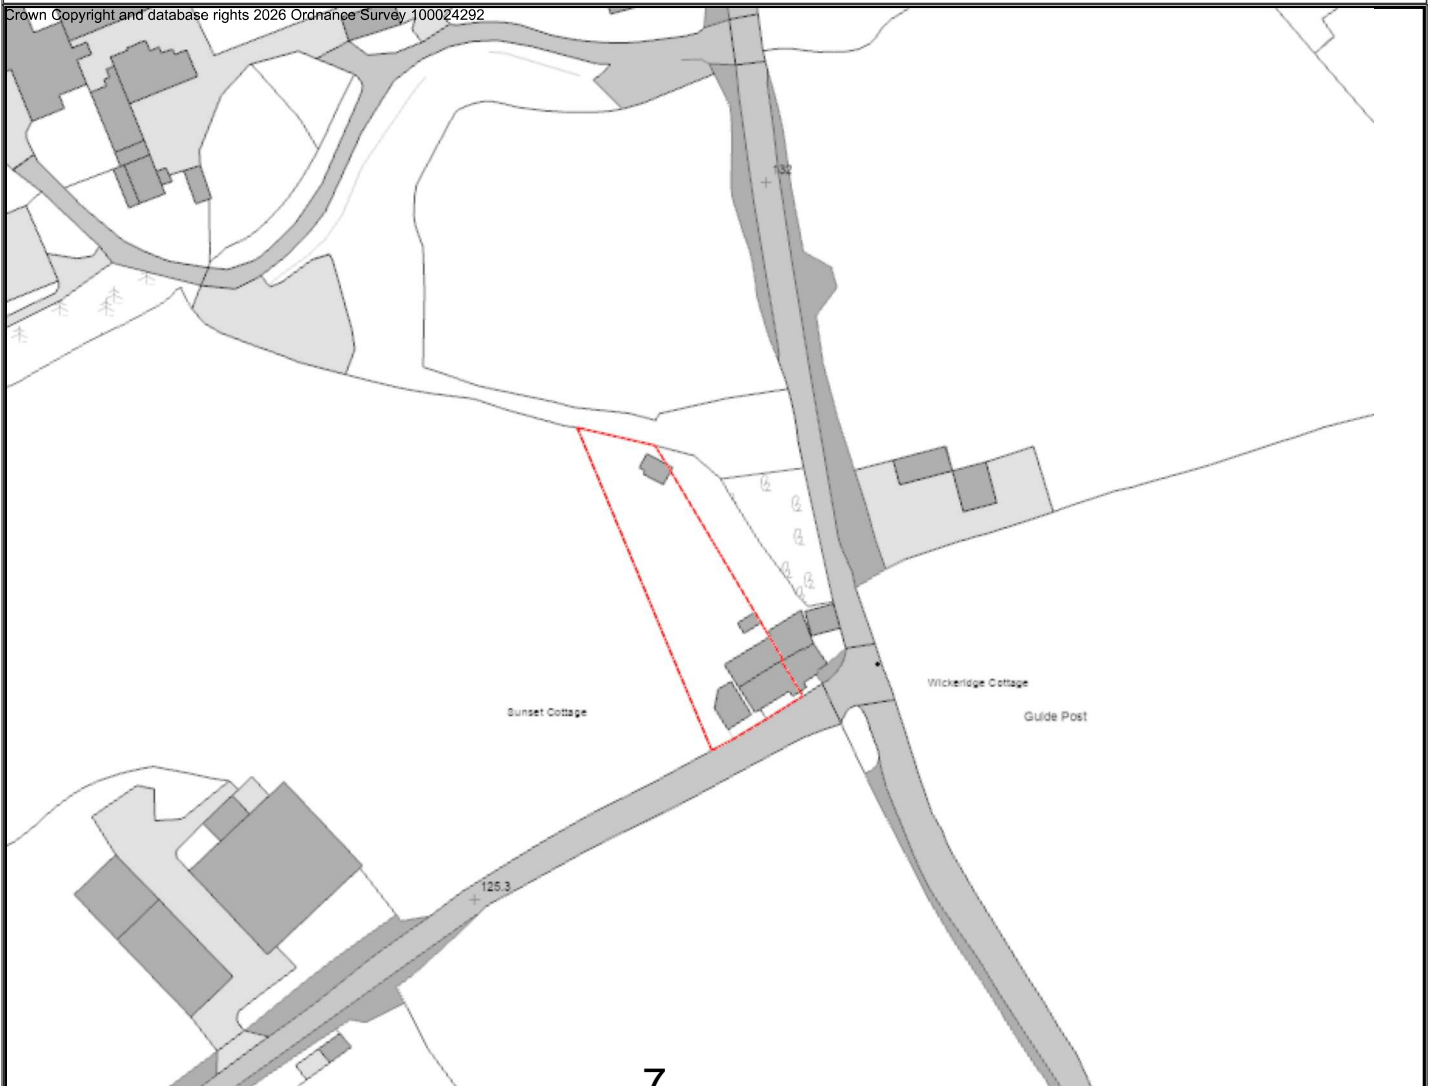 Crown Copyright and database rights 2026 Ordnance Survey 100024292
132
Wickeridge Cottage
Sunset Cottage
Guide Post
125.3
7